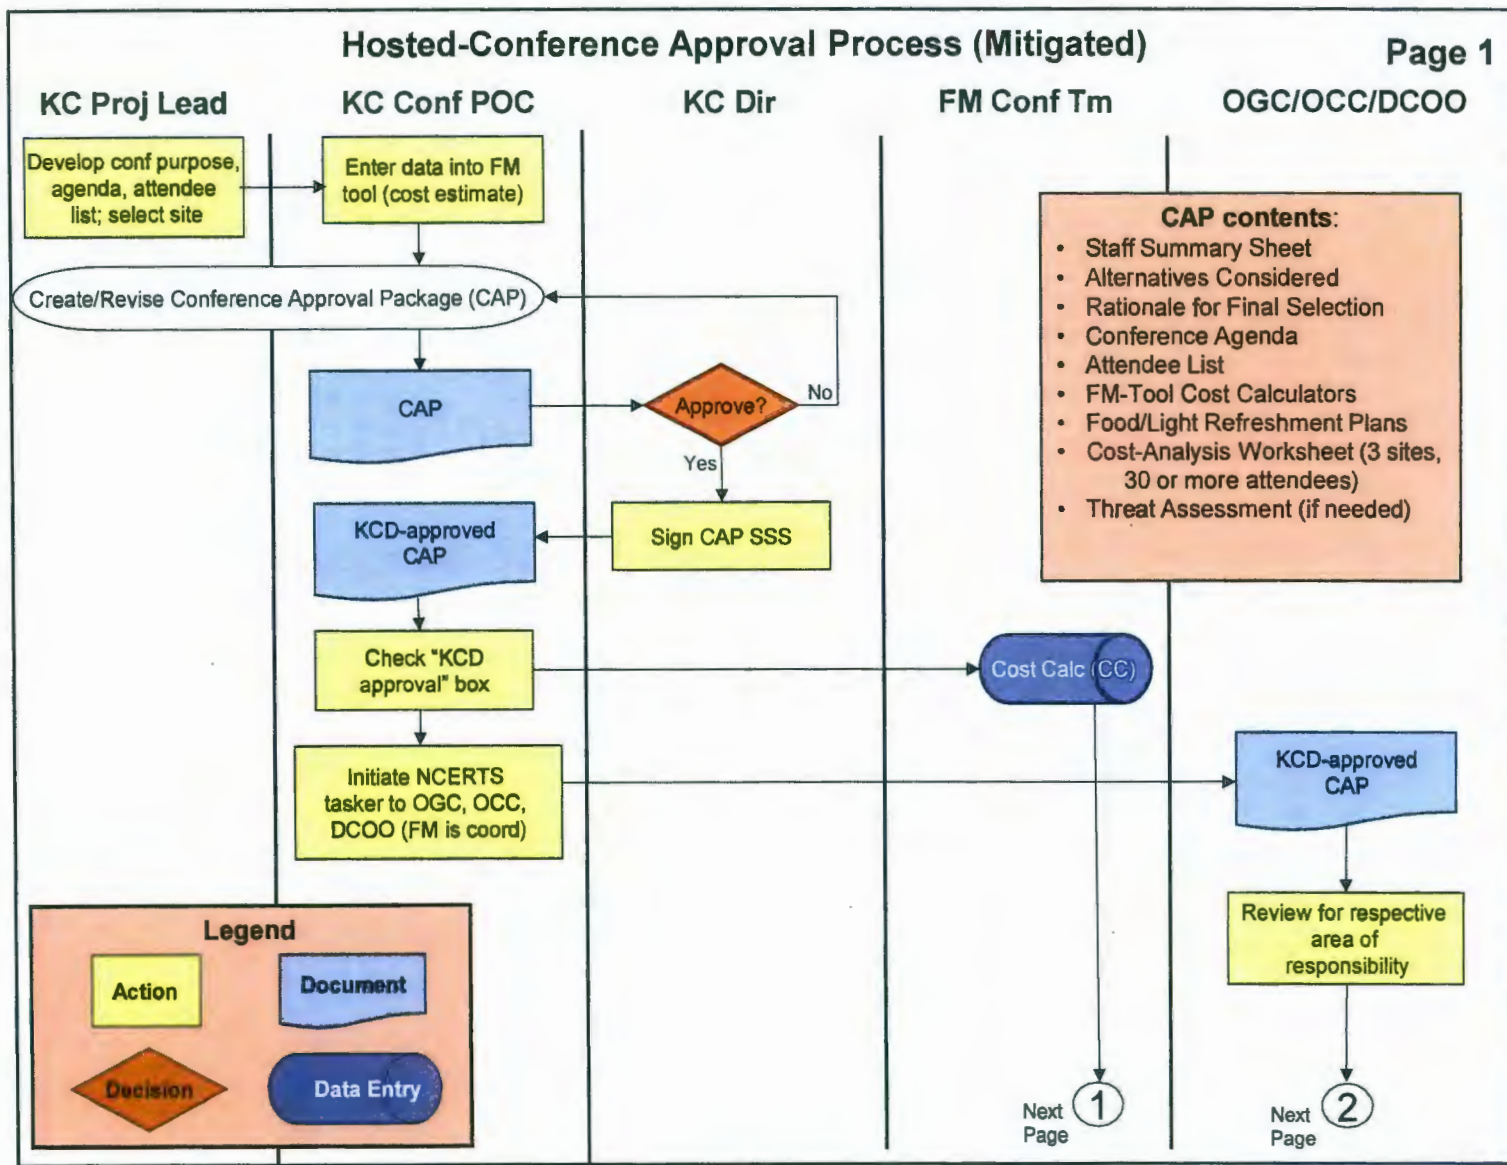 Hosted-Conference Approval Process (Mitigated)
Page 1
KC Proj Lead
KC Conf POC
KC Dir
FM Conf Tm
OGC/OCC/DCOO
Develop conf purpose,
agenda, attendee
list; select site
Enter data into FM
tool (cost estimate)
Create/Revise Conference Approval Package (CAP)
CAP
Approve?
No
Yes
KCD-approved
CAP
Sign CAP SSS
Check "KCD
approval" box
Cost Calc (CC)
Initiate NCERTS
tasker to OGC, OCC,
DCOO (FM is coord)
CAP contents:
• Staff Summary Sheet
• Alternatives Considered
• Rationale for Final Selection
• Conference Agenda
• Attendee List
• FM-Tool Cost Calculators
• Food/Light Refreshment Plans
• Cost-Analysis Worksheet (3 sites,
30 or more attendees)
• Threat Assessment (if needed)
KCD-approved
CAP
Review for respective
area of
responsibility
Legend
Action
Document
Decision
Data Entry
Next
Page
1
Next
Page
2